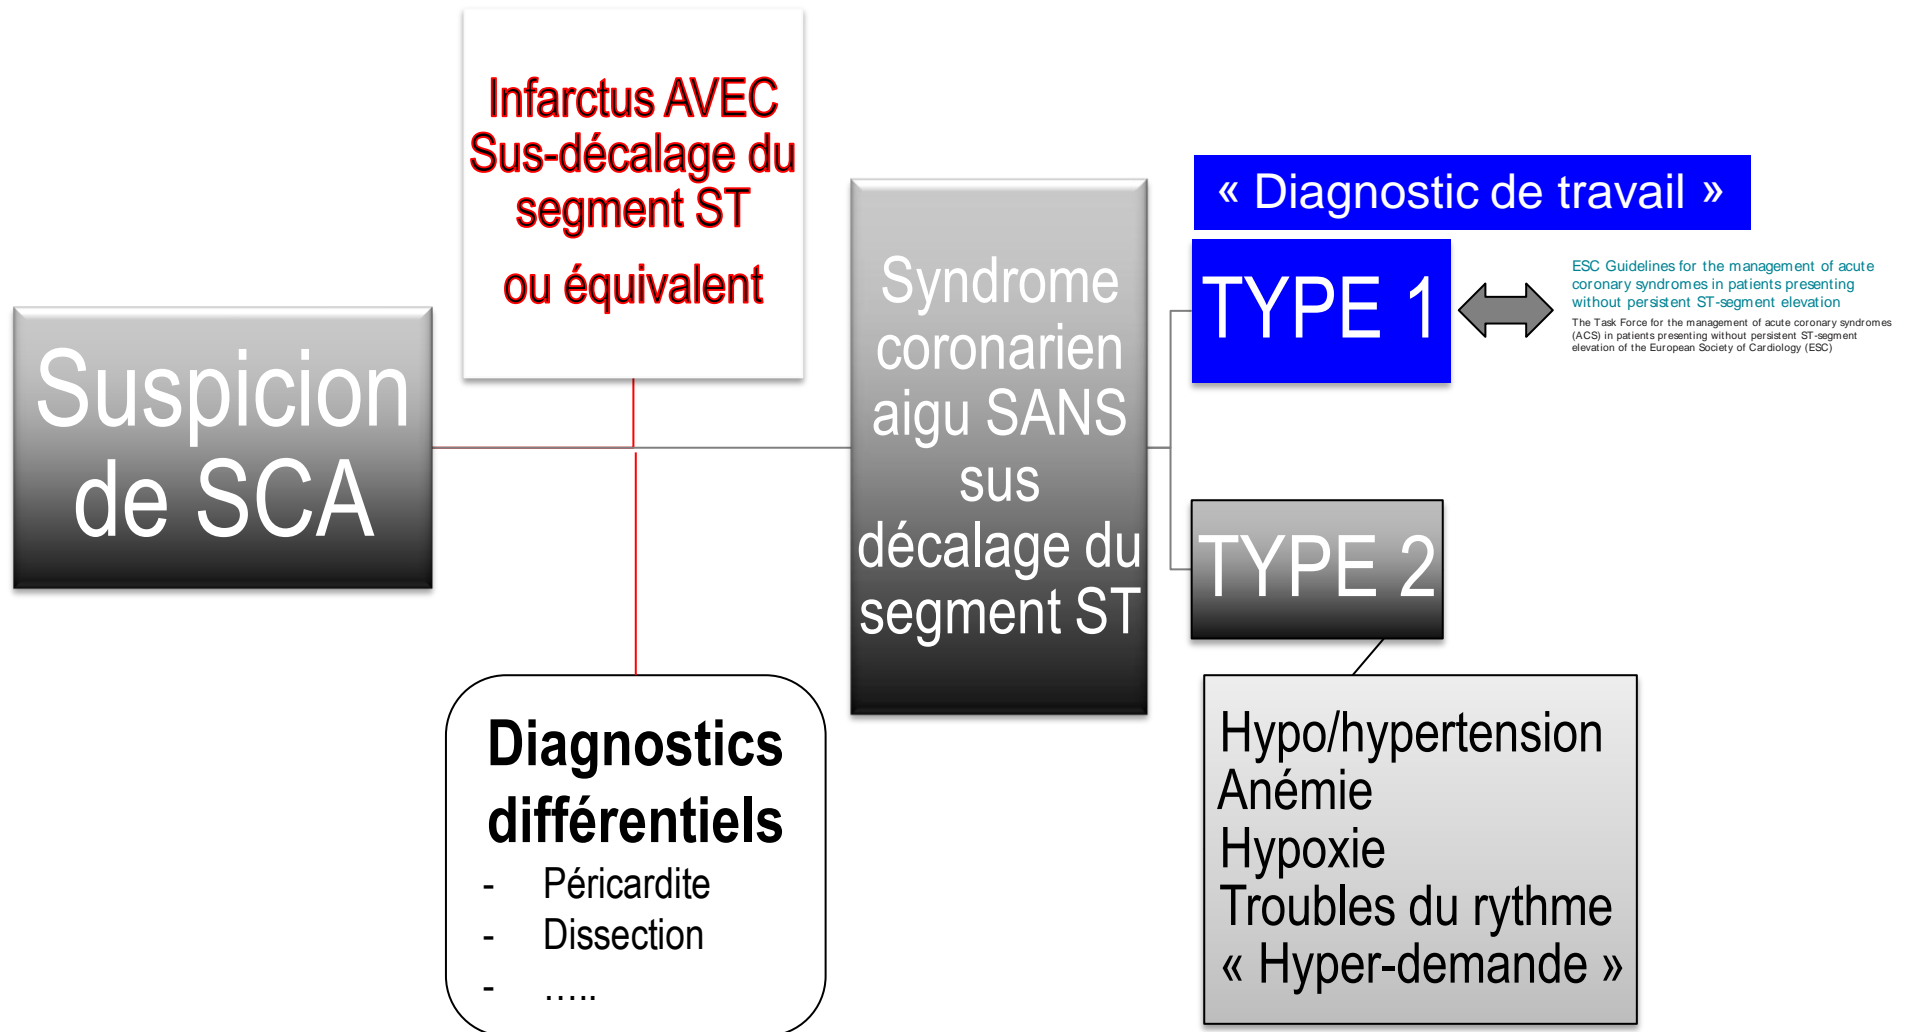 Suspicion
de SCA
Infarctus AVEC
Sus-décalage du
segment ST
ou équivalent
Diagnostics
différentiels
- Péricardite
- Dissection
- …..
Syndrome
coronarien
aigu SANS
sus
décalage du
segment ST
« Diagnostic de travail »
TYPE 1
ESC Guidelines for the management of acute
coronary syndromes in patients presenting
without persistent ST-segment elevation
The Task Force for the management of acute coronary syndromes
(ACS) in patients presenting without persistent ST-segment
elevation of the European Society of Cardiology (ESC)
TYPE 2
Hypo/hypertension
Anémie
Hypoxie
Troubles du rythme
« Hyper-demande »